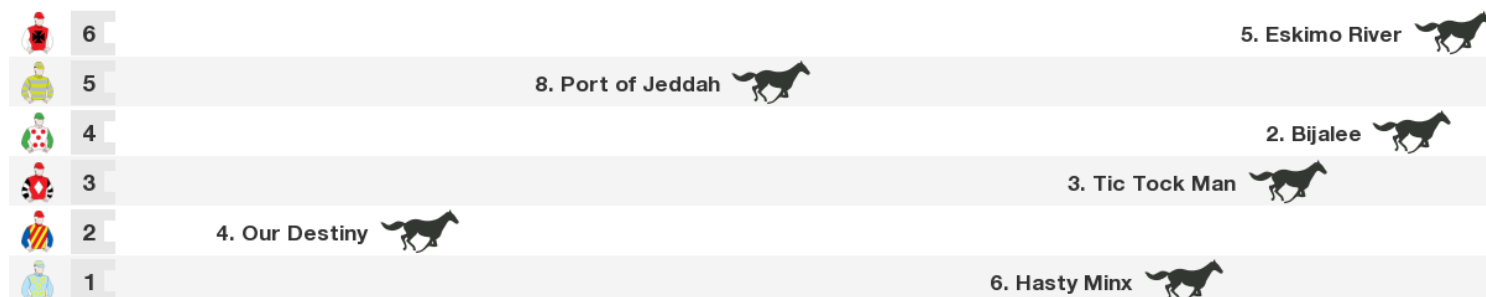 6 5. Eskimo River
5 8. Port of Jeddah
4 2. Bijalee
3 3. Tic Tock Man
2 4. Our Destiny
1 6. Hasty Minx